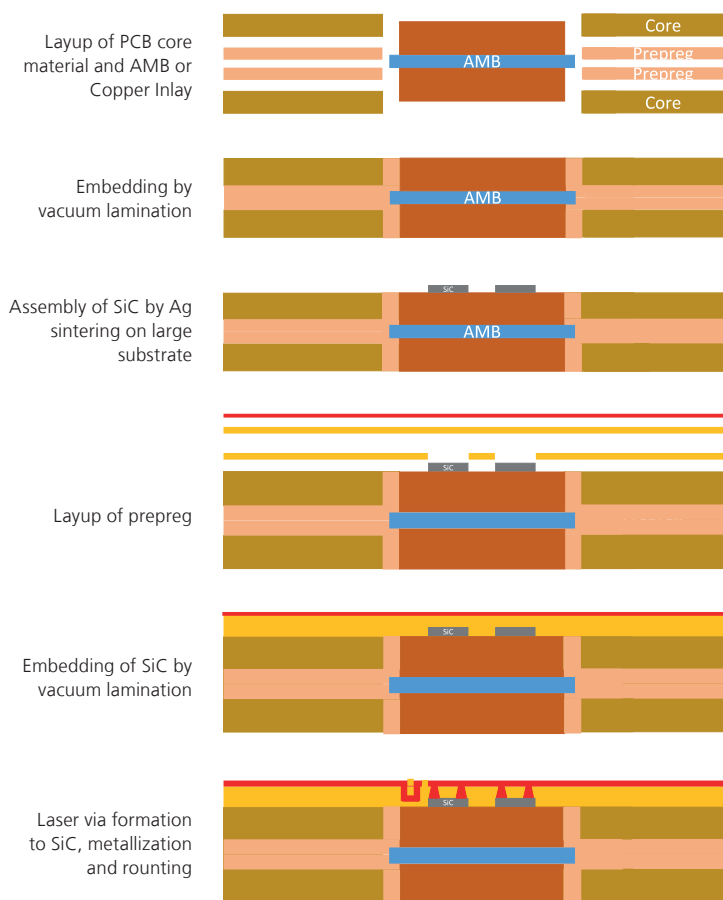 Layup of PCB core
material and AMB or
Copper Inlay
Core
AMB
Prepreg
Prepreg
Core
Embedding by
vacuum lamination
AMB
Assembly of SiC by Ag
sintering on large
substrate
SiC
AMB
Layup of prepreg
SiC
Embedding of SiC by
vacuum lamination
SiC
Laser via formation
to SiC, metallization
and rounting
SiC